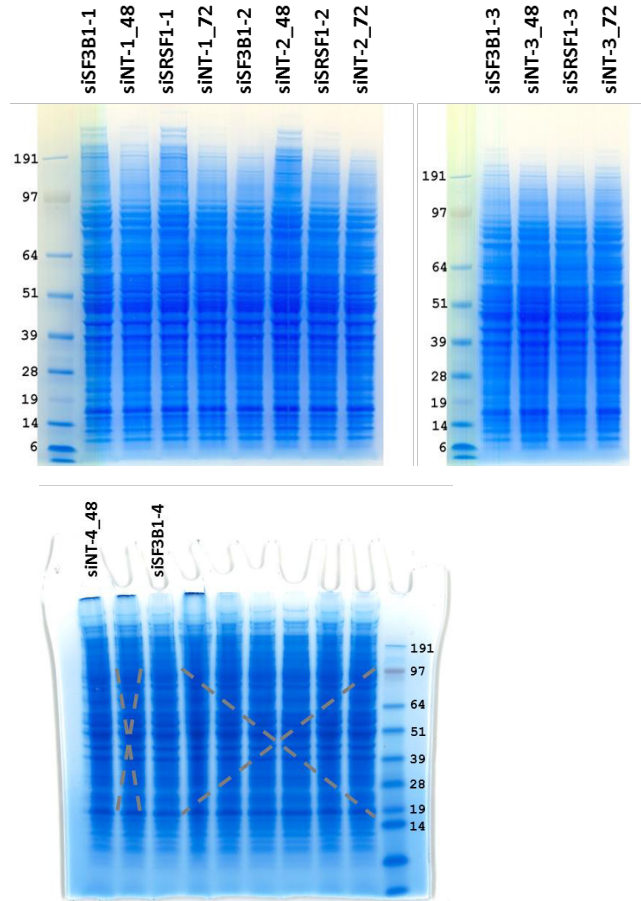 siSF3B1-1
siNT-1_48
siSRSF1-1
siNT-1_72
siSF3B1-2
siNT-2_48
siSRSF1-2
siNT-2_72
191
97
64
51
39
28
19
14
6
siSF3B1-3
siNT-3_48
siSRSF1-3
siNT-3_72
191
97
64
51
39
28
19
14
6
siNT-4_48
siSF3B1-4
191
97
64
51
39
28
19
14